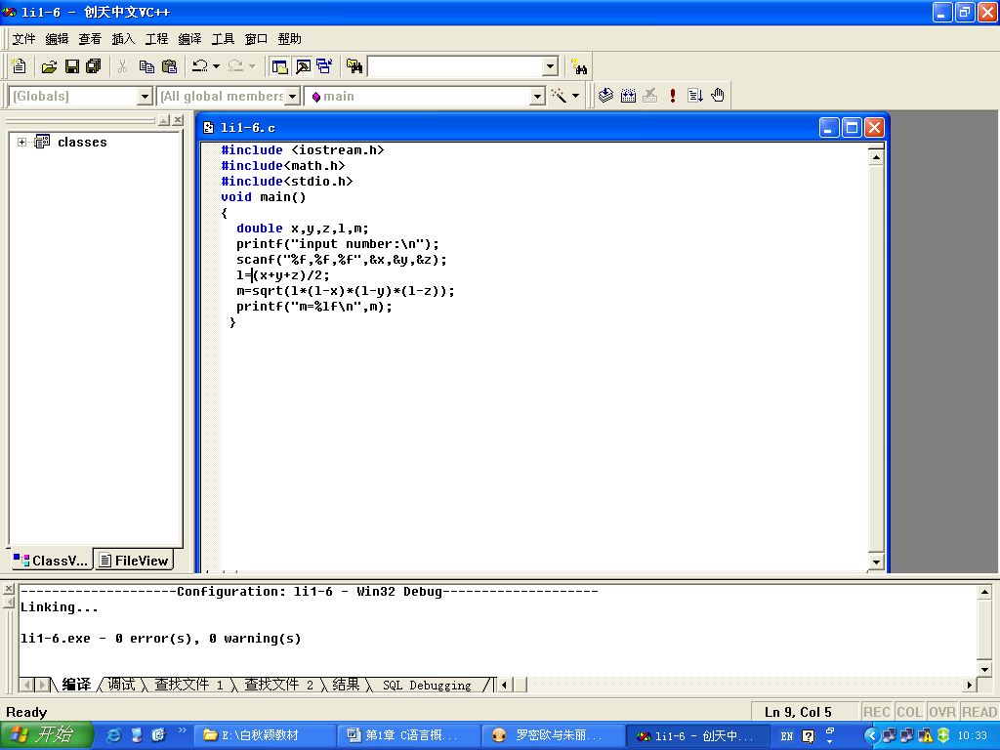 li1-6 - 创天中文VC++
文件 编辑 查看 插入 工程 编译 工具 窗口 帮助
[Globals] [All global members main
li1-6.c
classes
#include <iostream.h>
#include<math.h>
#include<stdio.h>
void main()
{
double x,y,z,l,m;
printf("input number:\n");
scanf("%f,%f,%f",&x,&y,&z);
l=(x+y+z)/2;
m=sqrt(l*(l-x)*(l-y)*(l-z));
printf("m=%lf\n",m);
}
ClassV... FileView
--------------------Configuration: li1-6 - Win32 Debug--------------------
Linking...
li1-6.exe - 0 error(s), 0 warning(s)
编译 调试 查找文件 1 查找文件 2 结果 SQL Debugging
Ready Ln 9, Col 5 REC COL OVR READ
开始 E:\白秋颖教材 第1章 C语言概... 罗密欧与朱丽... li1-6 - 创天中... EN 10:33